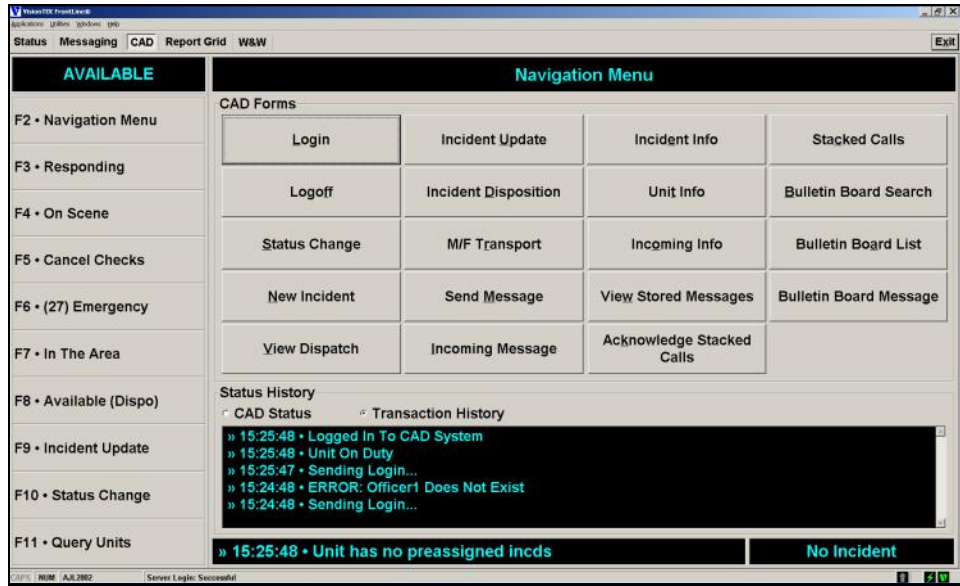 VisionTEK FrontLine®
Applications Utilities Windows Help
Status Messaging CAD Report Grid W&W Exit
AVAILABLE
Navigation Menu
F2 • Navigation Menu
F3 • Responding
F4 • On Scene
F5 • Cancel Checks
F6 • (27) Emergency
F7 • In The Area
F8 • Available (Dispo)
F9 • Incident Update
F10 • Status Change
F11 • Query Units
CAD Forms
Login Incident Update Incident Info Stacked Calls
Logoff Incident Disposition Unit Info Bulletin Board Search
Status Change M/F Transport Incoming Info Bulletin Board List
New Incident Send Message View Stored Messages Bulletin Board Message
View Dispatch Incoming Message Acknowledge Stacked Calls
Status History
CAD Status Transaction History
» 15:25:48 • Logged In To CAD System
» 15:25:48 • Unit On Duty
» 15:25:47 • Sending Login...
» 15:24:48 • ERROR: Officer1 Does Not Exist
» 15:24:48 • Sending Login...
» 15:25:48 • Unit has no preassigned incds
No Incident
CAPS NUM AJL2002 Server Login: Successful